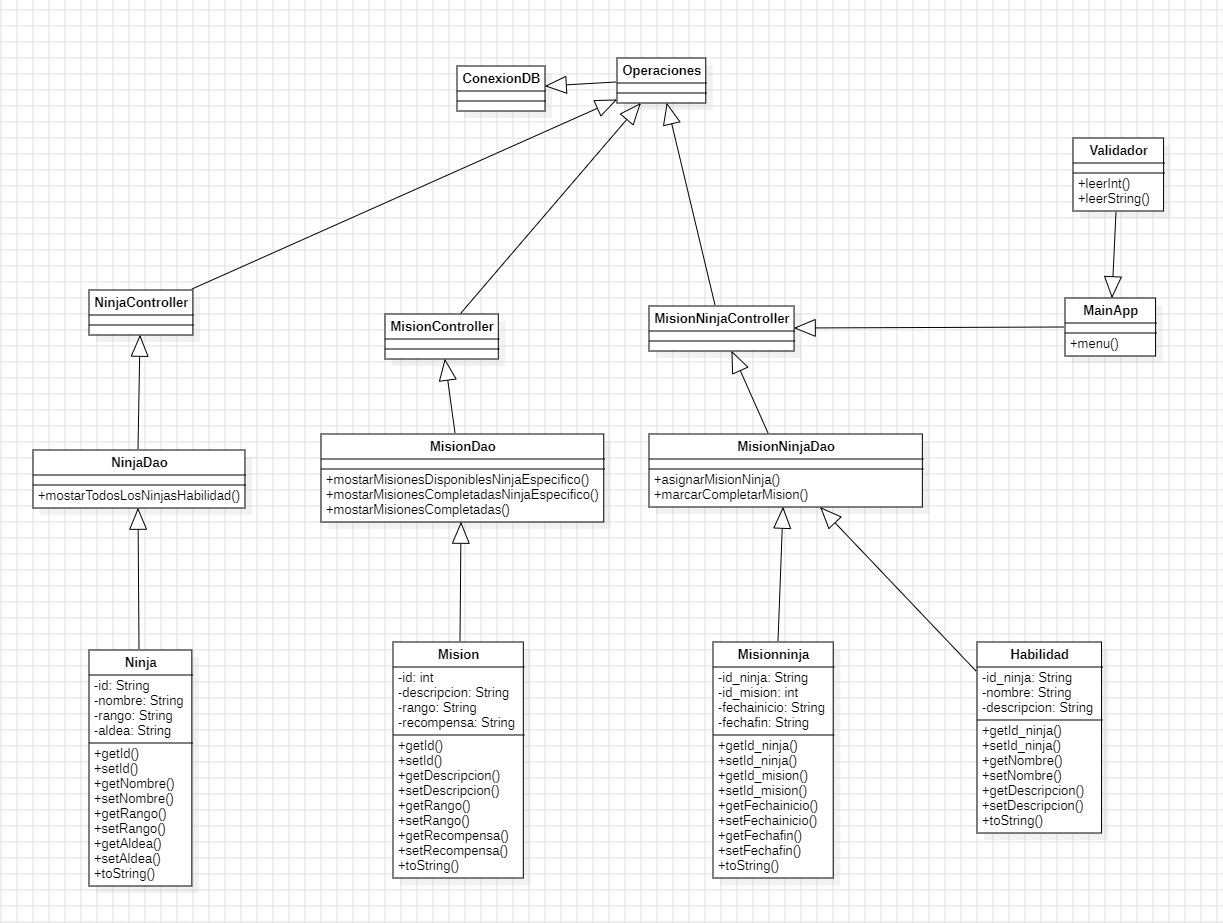 ConexionDB
Operaciones
Validador
+leerInt()
+leerString()
NinjaController
MisionController
MisionNinjaController
MainApp
+menu()
NinjaDao
+mostarTodosLosNinjasHabilidad()
MisionDao
+mostarMisionesDisponiblesNinjaEspecifico()
+mostarMisionesCompletadasNinjaEspecifico()
+mostarMisionesCompletadas()
MisionNinjaDao
+asignarMisionNinja()
+marcarCompletarMision()
Ninja
-id: String
-nombre: String
-rango: String
-aldea: String
+getId()
+setId()
+getNombre()
+setNombre()
+getRango()
+setRango()
+getAldea()
+setAldea()
+toString()
Mision
-id: int
-descripcion: String
-rango: String
-recompensa: String
+getId()
+setId()
+getDescripcion()
+setDescripcion()
+getRango()
+setRango()
+getRecompensa()
+setRecompensa()
+toString()
Misionninja
-id_ninja: String
-id_mision: int
-fechainicio: String
-fechafin: String
+getId_ninja()
+setId_ninja()
+getId_mision()
+setId_mision()
+getFechainicio()
+setFechainicio()
+getFechafin()
+setFechafin()
+toString()
Habilidad
-id_ninja: String
-nombre: String
-descripcion: String
+getId_ninja()
+setId_ninja()
+getNombre()
+setNombre()
+getDescripcion()
+setDescripcion()
+toString()